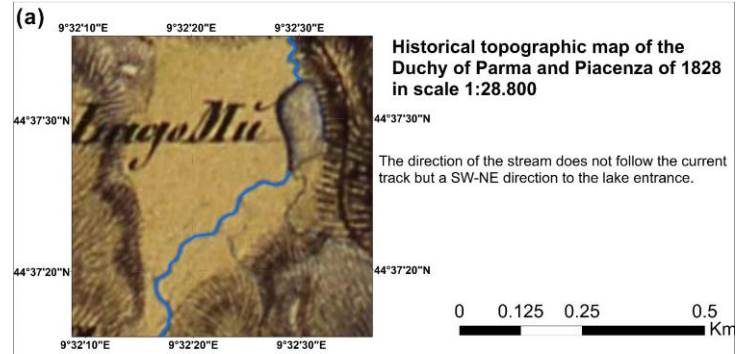 (a)
9°32'10"E 9°32'20"E 9°32'30"E
Historical topographic map of the
Duchy of Parma and Piacenza of 1828
in scale 1:28.800
44°37'30"N 44°37'30"N
Lago Mŭ
The direction of the stream does not follow the current
track but a SW-NE direction to the lake entrance.
44°37'20"N 44°37'20"N
0 0.125 0.25 0.5
Km
9°32'10"E 9°32'20"E 9°32'30"E